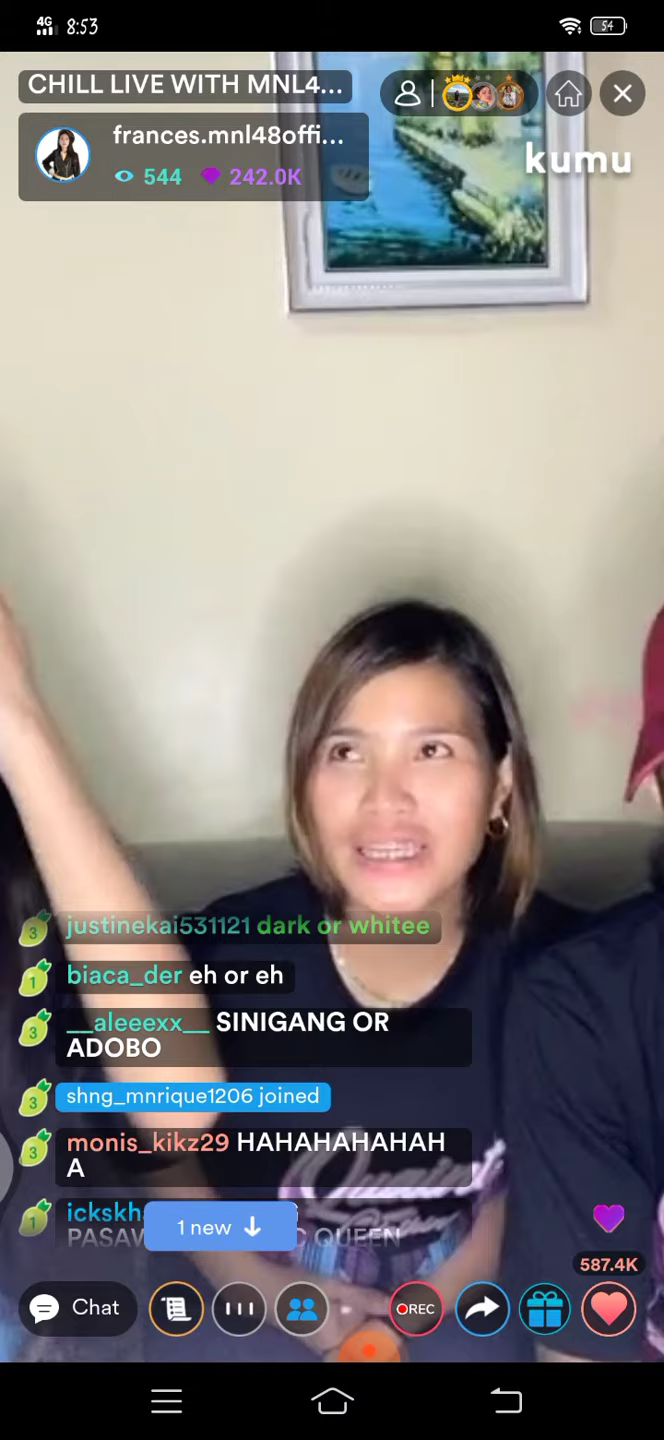 4G 8:53 54
CHILL LIVE WITH MNL4...
frances.mnl48offi...
544 242.0K
kumu
3 justinekai531121 dark or whitee
1 biaca_der eh or eh
3 __aleeexx__ SINIGANG OR
ADOBO
3 shng_mnrique1206 joined
3 monis_kikz29 HAHAHAHAHAH
A
1 ickskh
1 new
QUEEN
587.4K
Chat
REC